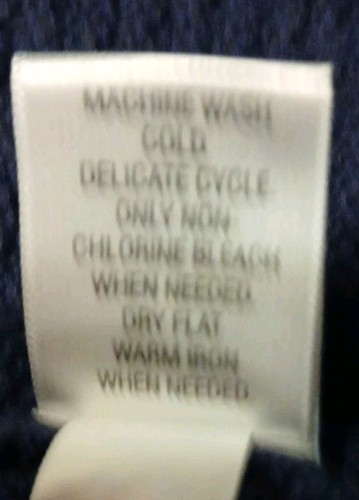 MACHINE WASH
COLD
DELICATE CYCLE
ONLY NON
CHLORINE BLEACH
WHEN NEEDED
DRY FLAT
WARM IRON
WHEN NEEDED